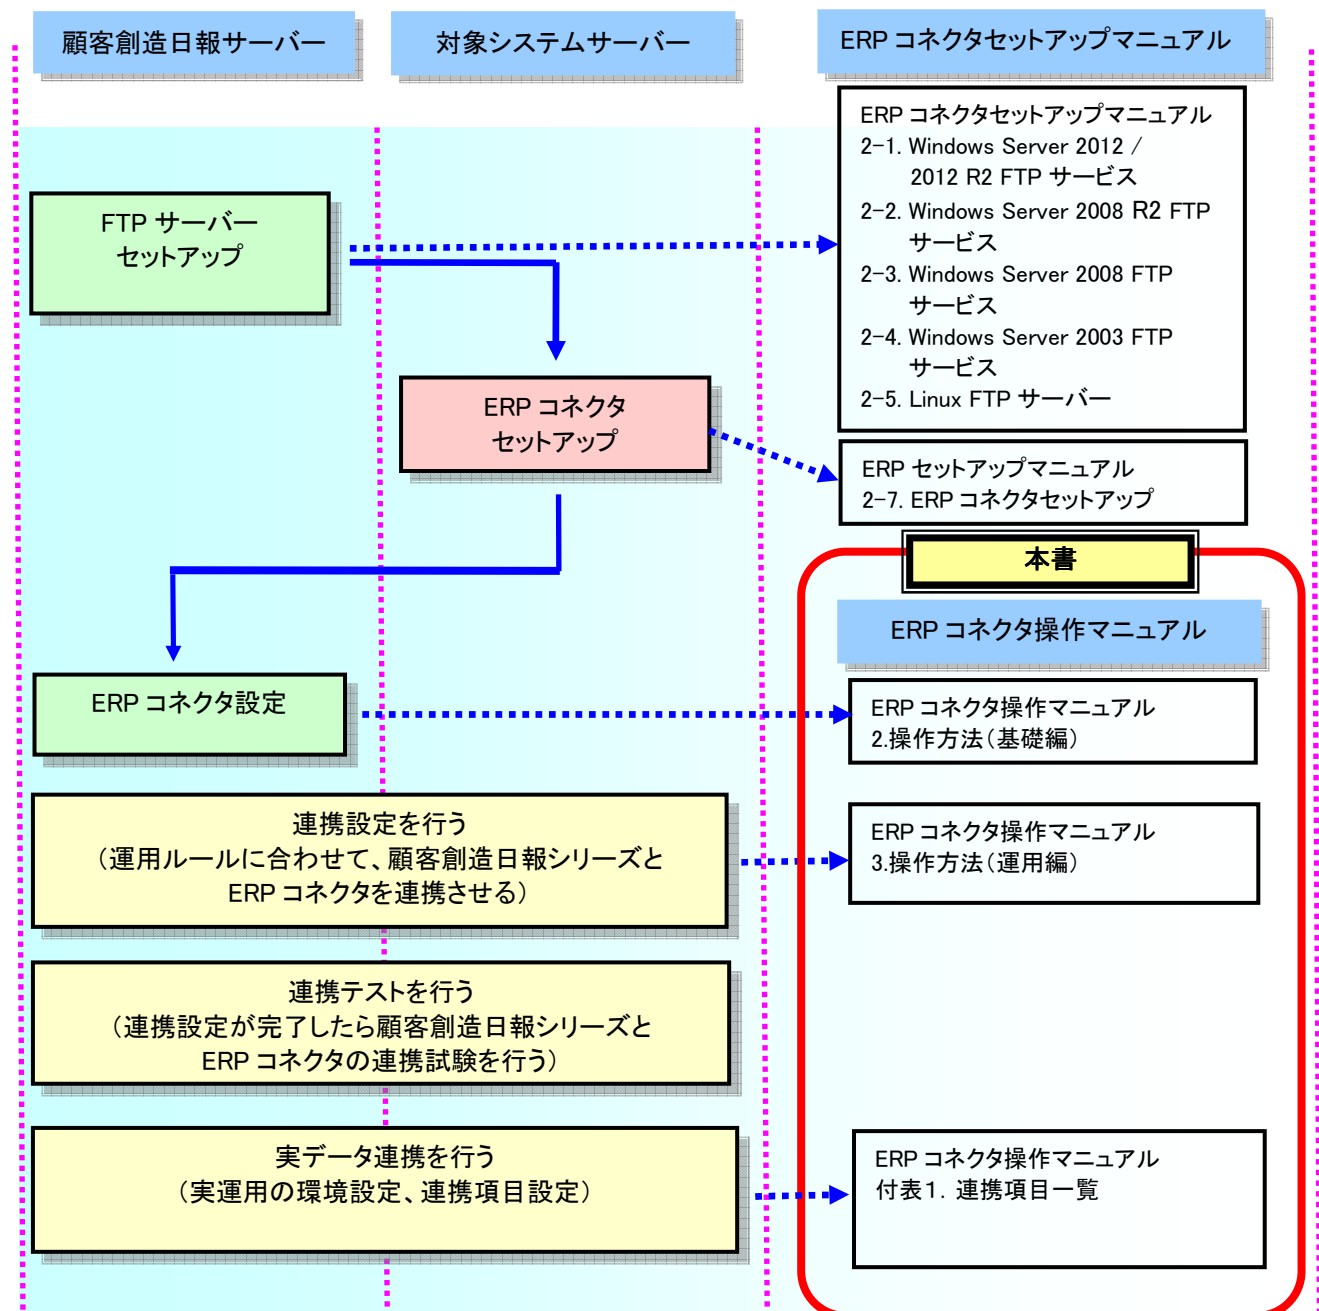 顧客創造日報サーバー
対象システムサーバー
ERP コネクタセットアップマニュアル
ERP コネクタセットアップマニュアル
2-1. Windows Server 2012 /
2012 R2 FTP サービス
2-2. Windows Server 2008 R2 FTP
サービス
2-3. Windows Server 2008 FTP
サービス
2-4. Windows Server 2003 FTP
サービス
2-5. Linux FTP サーバー
FTP サーバー
セットアップ
ERP コネクタ
セットアップ
ERP セットアップマニュアル
2-7. ERP コネクタセットアップ
本書
ERP コネクタ操作マニュアル
ERP コネクタ設定
ERP コネクタ操作マニュアル
2.操作方法（基礎編）
連携設定を行う
（運用ルールに合わせて、顧客創造日報シリーズと
ERP コネクタを連携させる）
ERP コネクタ操作マニュアル
3.操作方法（運用編）
連携テストを行う
（連携設定が完了したら顧客創造日報シリーズと
ERP コネクタの連携試験を行う）
実データ連携を行う
（実運用の環境設定、連携項目設定）
ERP コネクタ操作マニュアル
付表１．連携項目一覧